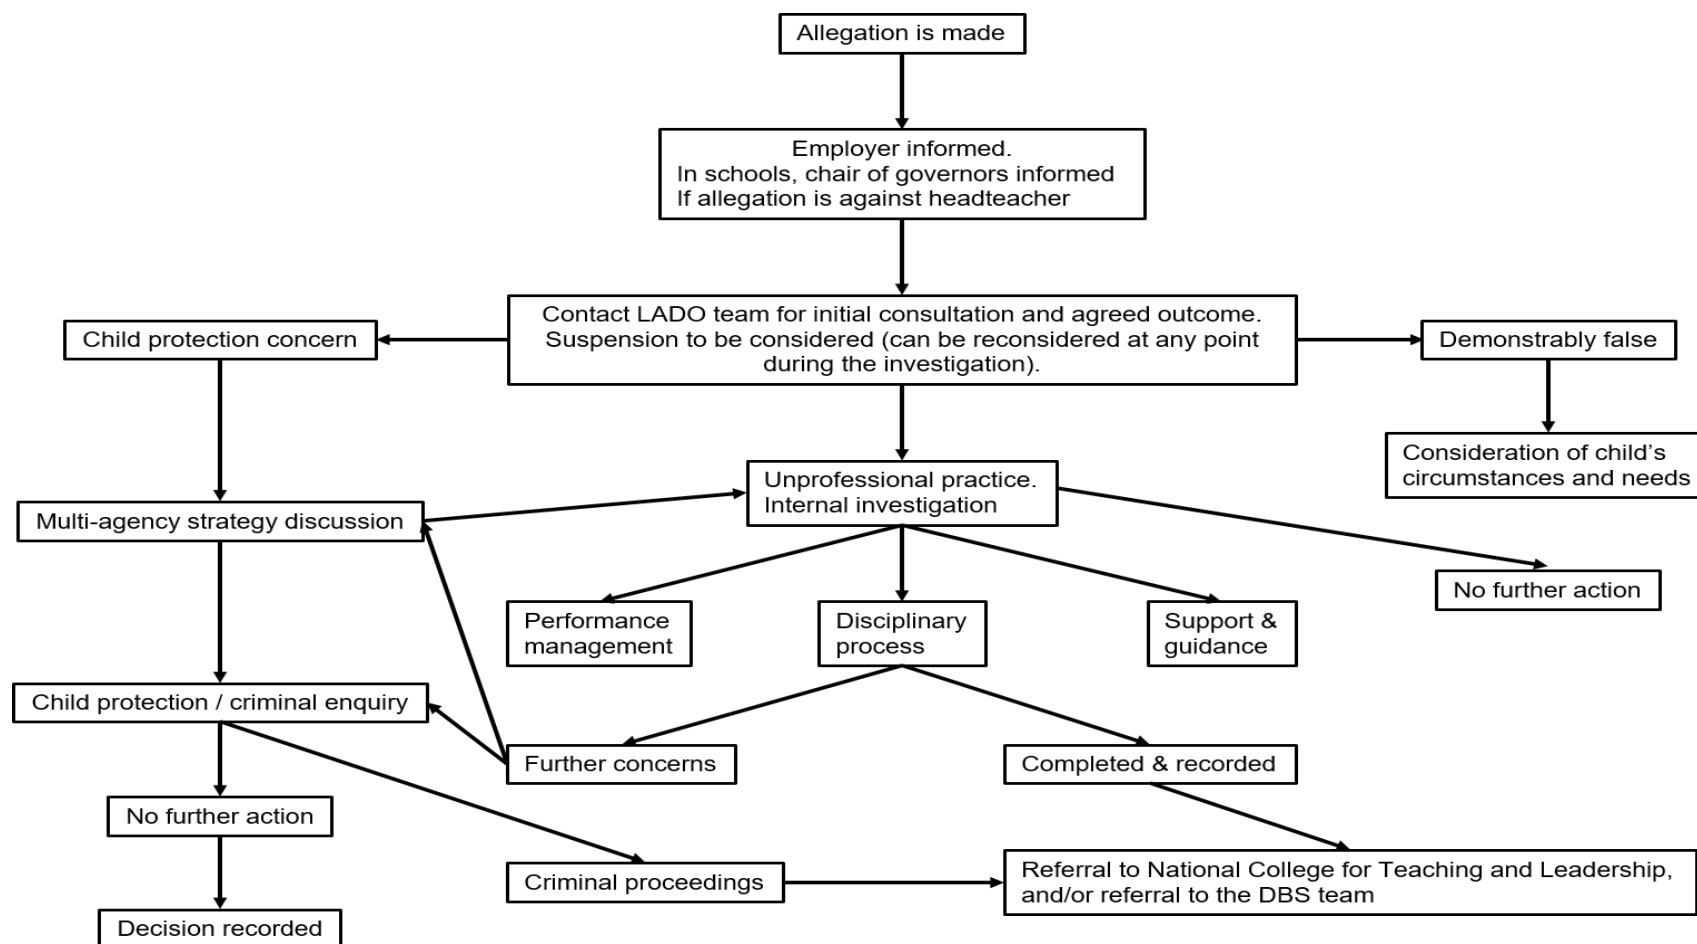 Allegation is made
Employer informed.
In schools, chair of governors informed
If allegation is against headteacher
Contact LADO team for initial consultation and agreed outcome.
Suspension to be considered (can be reconsidered at any point
during the investigation).
Child protection concern
Demonstrably false
Consideration of child’s
circumstances and needs
Unprofessional practice.
Internal investigation
Multi-agency strategy discussion
No further action
Performance
management
Disciplinary
process
Support &
guidance
Child protection / criminal enquiry
Further concerns
Completed & recorded
No further action
Criminal proceedings
Referral to National College for Teaching and Leadership,
and/or referral to the DBS team
Decision recorded